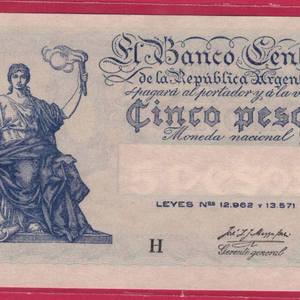 El Banco Cent
de la República Argen
pagará al portador y á la v
Cinco peso
Moneda nacional
LEYES Nos 12.962 Y 13.571
H
Gerente general